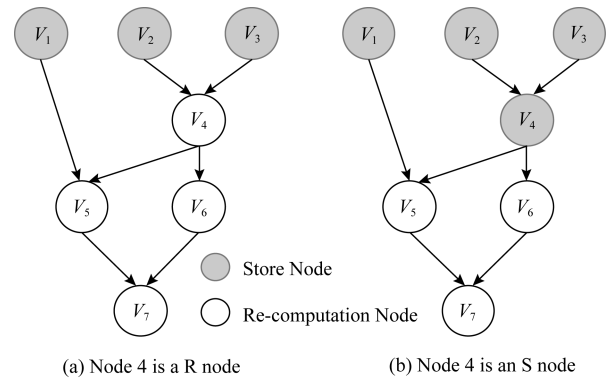 V1 V2 V3 V1 V2 V3
V4 V4
V5 V6 V5 V6
Store Node
V7 Re-computation Node V7
(a) Node 4 is a R node (b) Node 4 is an S node